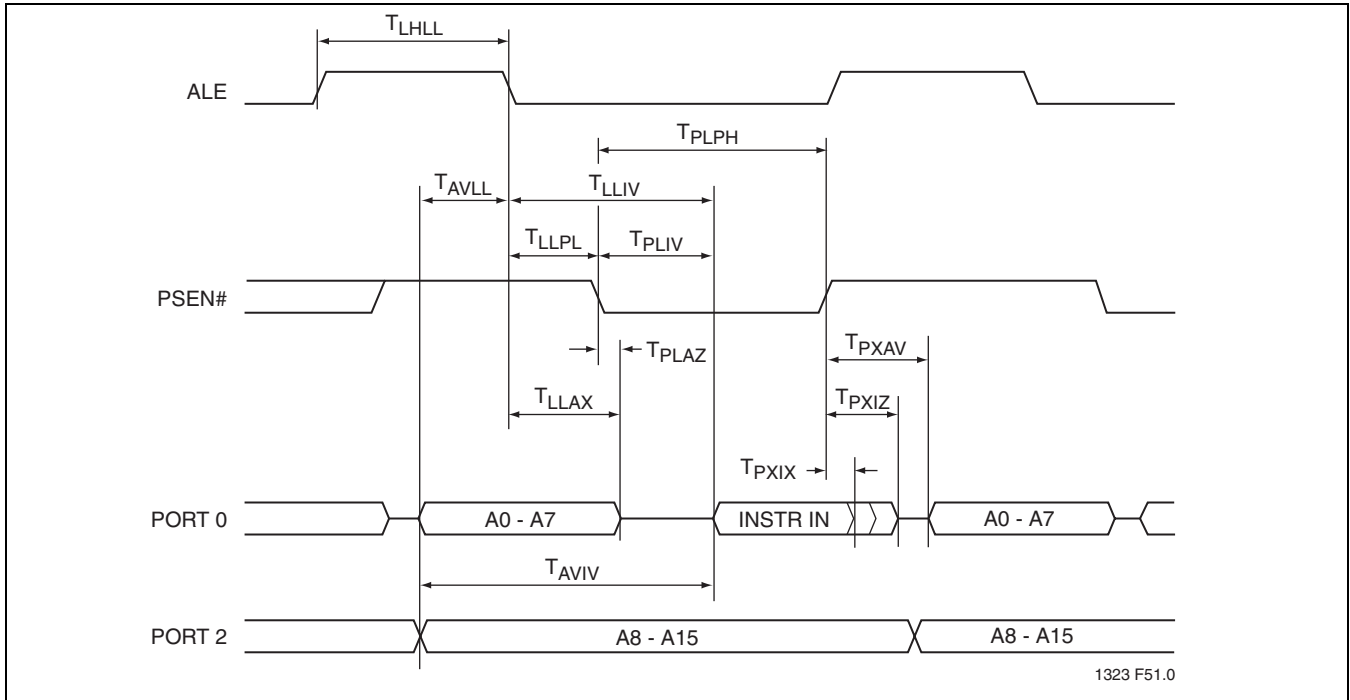 TLHLL
ALE
TPLPH
TAVLL TLLIV
TLLPL TPLIV
PSEN#
TPLAZ TPXAV
TLLAX TPXIZ
TPXIX
PORT 0 A0 - A7 INSTR IN A0 - A7
TAVIV
PORT 2 A8 - A15 A8 - A15
1323 F51.0